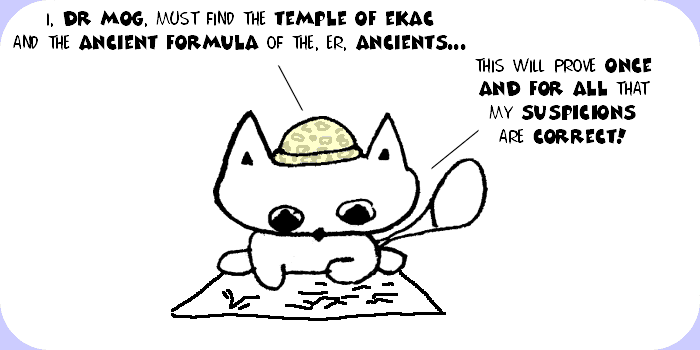 I, DR MOG, MUST FIND THE TEMPLE OF EKAC
AND THE ANCIENT FORMULA OF THE, ER, ANCIENTS...
THIS WILL PROVE ONCE
AND FOR ALL THAT
MY SUSPICIONS
ARE CORRECT!